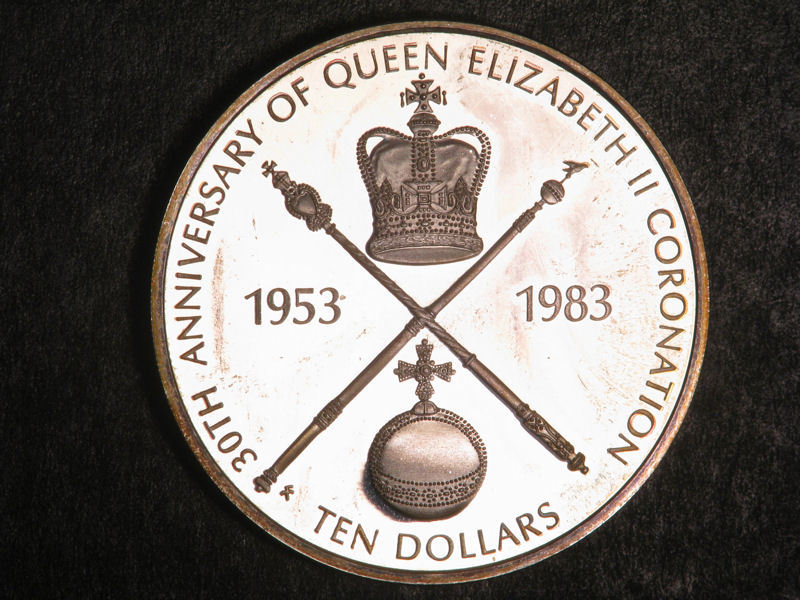 30TH ANNIVERSARY OF QUEEN ELIZABETH II CORONATION
1953 1983
TEN DOLLARS